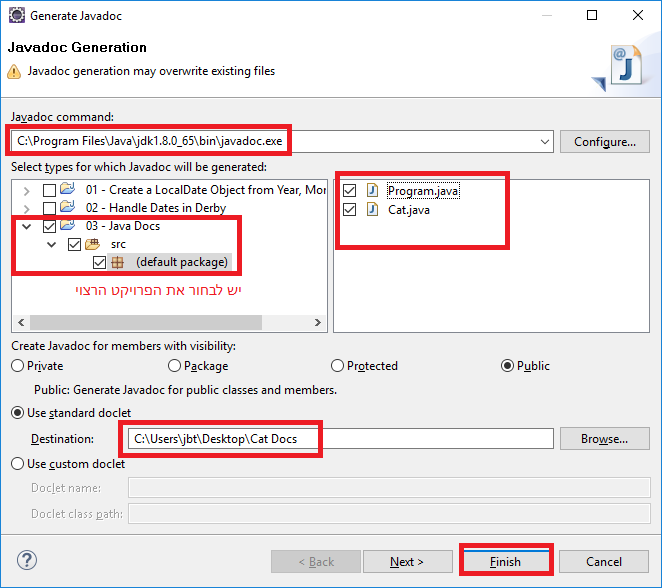 Generate Javadoc
Javadoc Generation
Javadoc generation may overwrite existing files
Javadoc command:
C:\Program Files\Java\jdk1.8.0_65\bin\javadoc.exe
Configure...
Select types for which Javadoc will be generated:
01 - Create a LocalDate Object from Year, Mor
02 - Handle Dates in Derby
03 - Java Docs
src
(default package)
יש לבחור את הפרויקט הרצוי
Program.java
Cat.java
Create Javadoc for members with visibility:
Private Package Protected Public
Public: Generate Javadoc for public classes and members.
Use standard doclet
Destination: C:\Users\jbt\Desktop\Cat Docs Browse...
Use custom doclet
Doclet name:
Doclet class path:
< Back Next > Finish Cancel